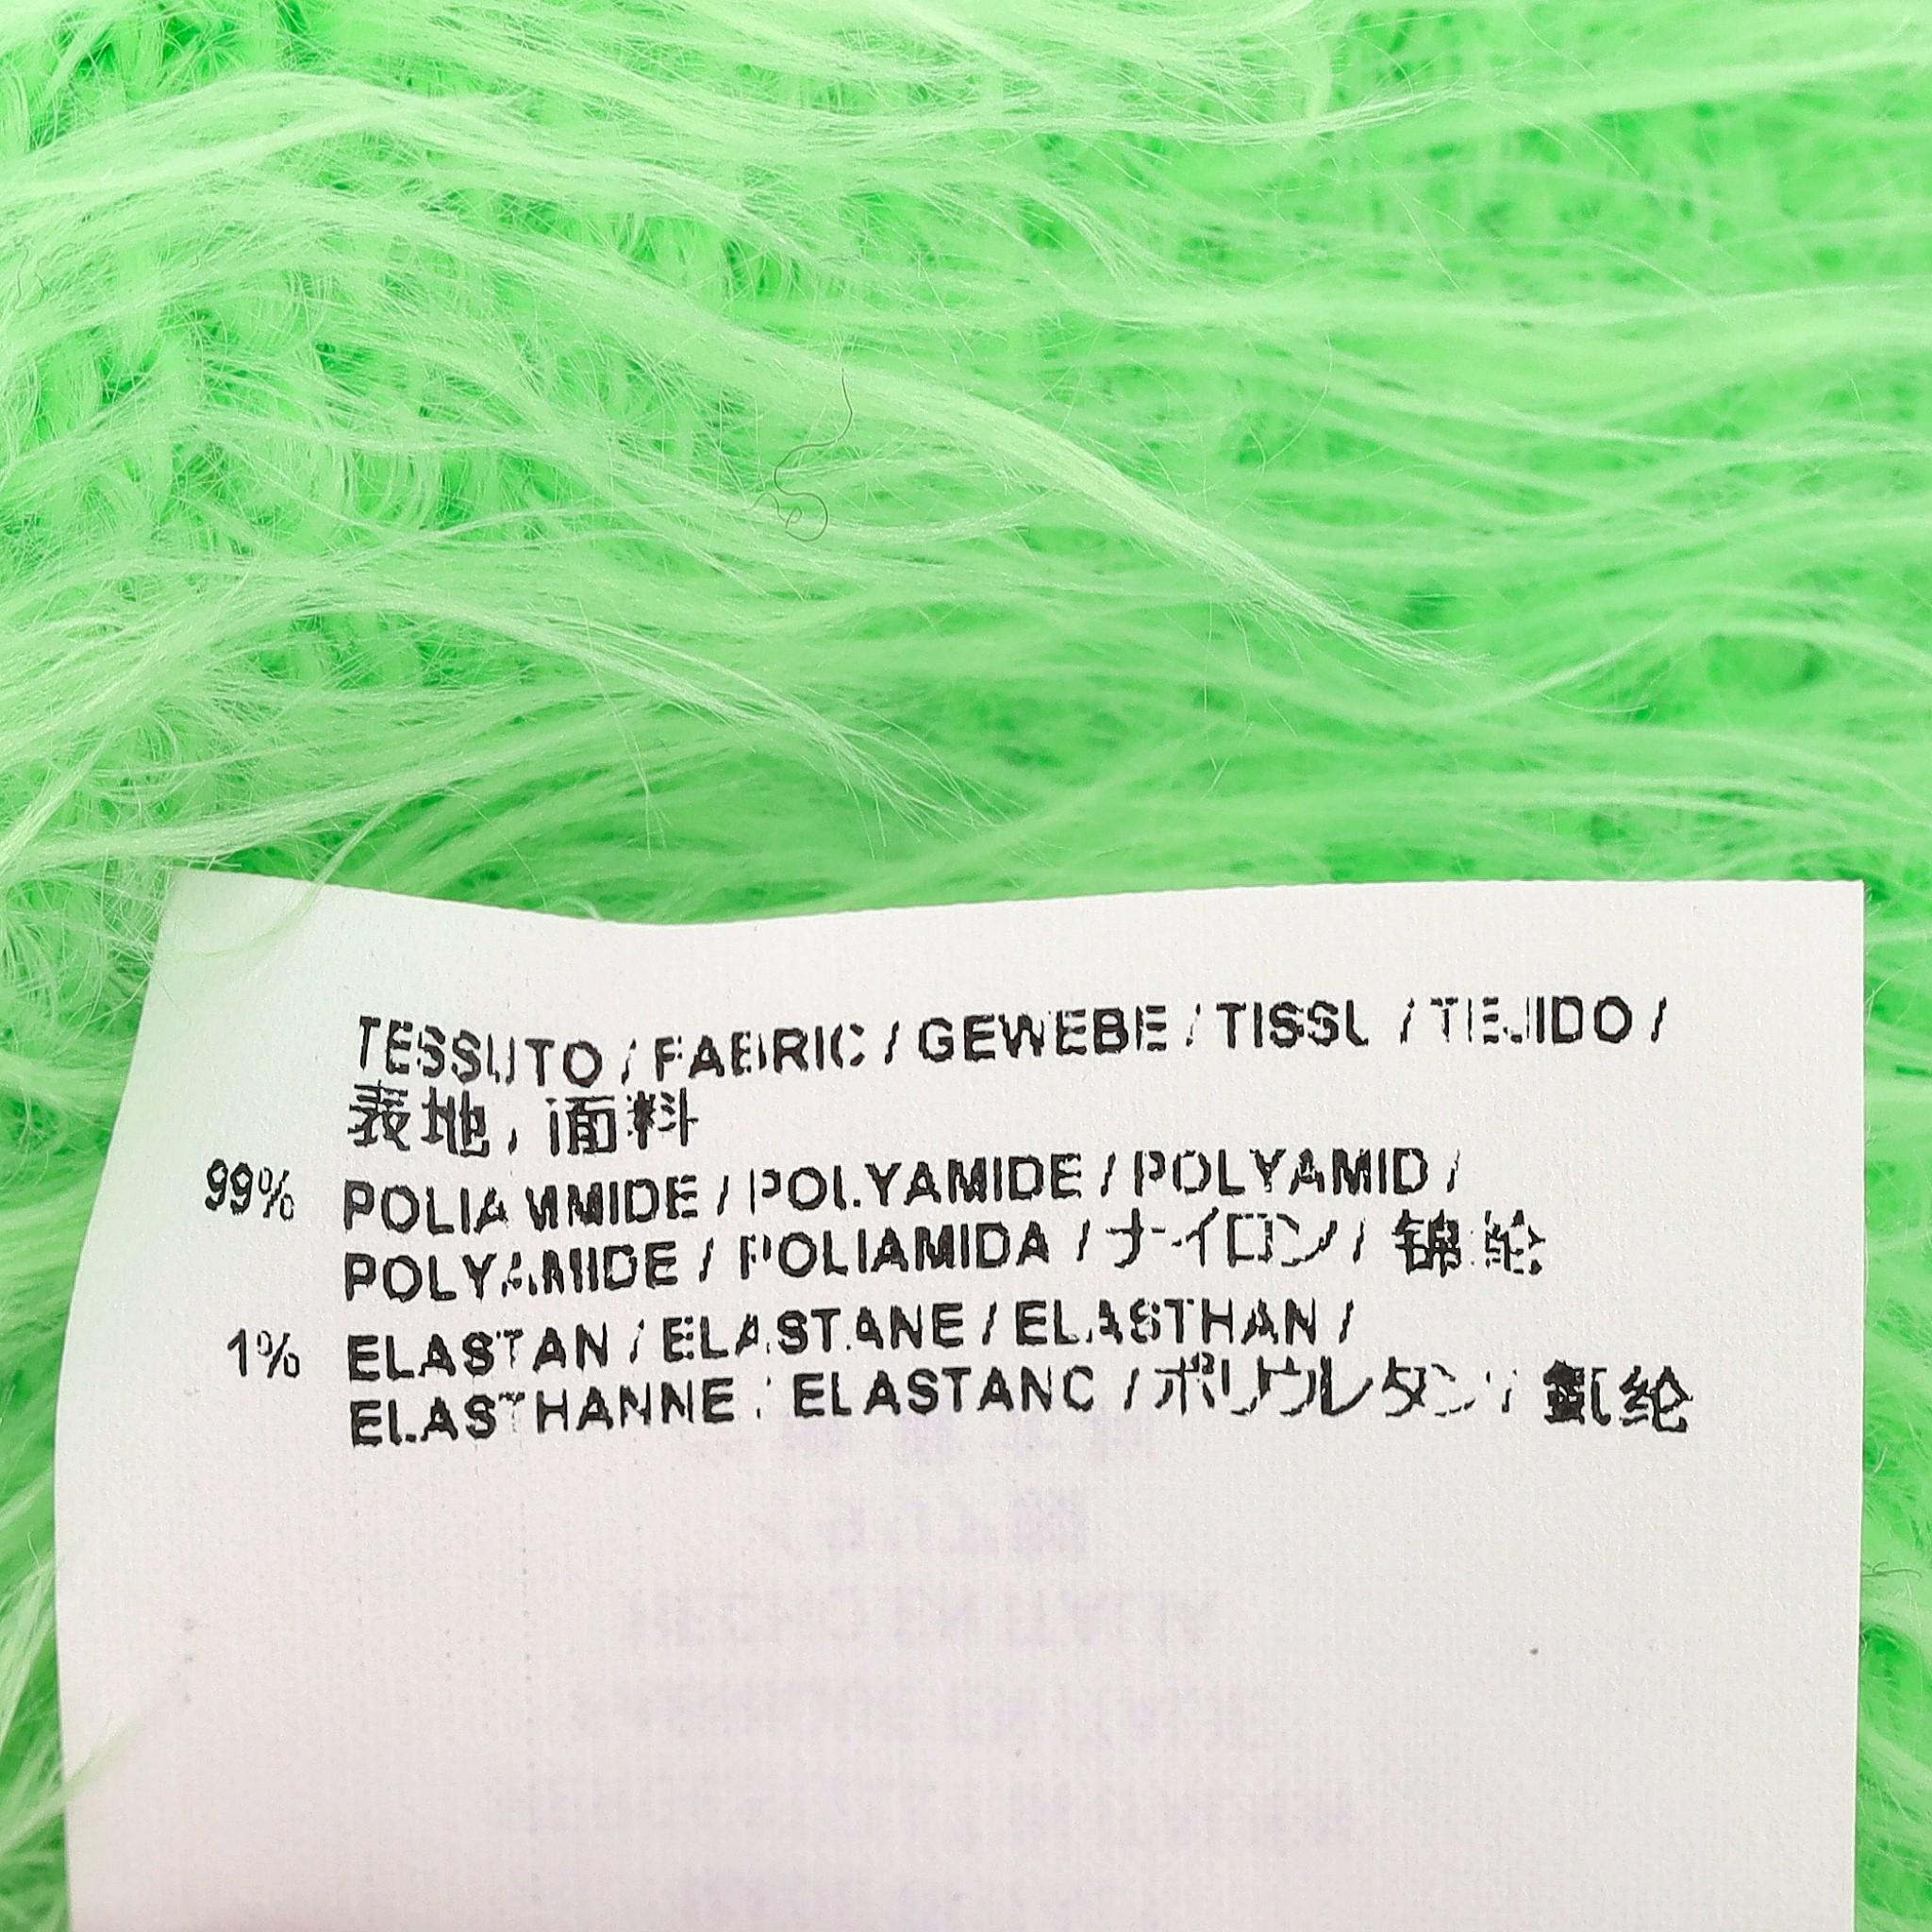 TESSUTO / FABRIC / GEWEBE / TISSU / TEJIDO /
表地, 面料
99% POLIAMMIDE / POLYAMIDE / POLYAMID /
POLYAMIDE / POLIAMIDA / ナイロン / 锦纶
1% ELASTAN / ELASTANE / ELASTHAN /
ELASTHANNE / ELASTANO / ポリウレタン / 氨纶